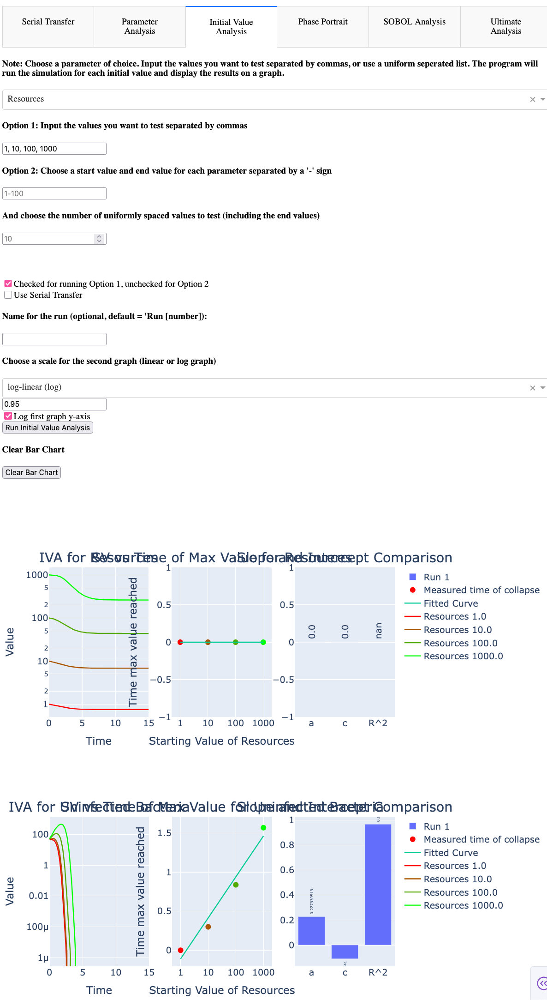 Serial Transfer
Parameter
Analysis
Initial Value
Analysis
Phase Portrait
SOBOL Analysis
Ultimate
Analysis
Note: Choose a parameter of choice. Input the values you want to test separated by commas, or use a uniform seperated list. The program will
run the simulation for each initial value and display the results on a graph.
Resources
Option 1: Input the values you want to test separated by commas
1, 10, 100, 1000
Option 2: Choose a start value and end value for each parameter separated by a '-' sign
1-100
And choose the number of uniformly spaced values to test (including the end values)
10
Checked for running Option 1, unchecked for Option 2
Use Serial Transfer
Name for the run (optional, default = 'Run [number]):
Choose a scale for the second graph (linear or log graph)
log-linear (log)
0.95
Log first graph y-axis
Run Initial Value Analysis
Clear Bar Chart
Clear Bar Chart
IVA for Resources
SV vs Time of Max Value for Resources
Slope and Intercept Comparison
Value
1000
5
2
100
5
2
10
5
2
1
0
5
10
15
Time
Time max value reached
1
0.5
0
−0.5
−1
1
10
100
1000
Starting Value of Resources
1
0.5
0
−0.5
−1
0.0
0.0
nan
a
c
R^2
Run 1
Measured time of collapse
Fitted Curve
Resources 1.0
Resources 10.0
Resources 100.0
Resources 1000.0
IVA for Uninfected Bacteria
SV vs Time of Max Value for Uninfected Bacteria
Slope and Intercept Comparison
Value
100
1
0.01
100μ
1μ
0
5
10
15
Time
Time max value reached
1.5
1
0.5
0
1
10
100
1000
Starting Value of Resources
1
0.8
0.6
0.4
0.2
0
0.227939519
a
c
R^2
Run 1
Measured time of collapse
Fitted Curve
Resources 1.0
Resources 10.0
Resources 100.0
Resources 1000.0